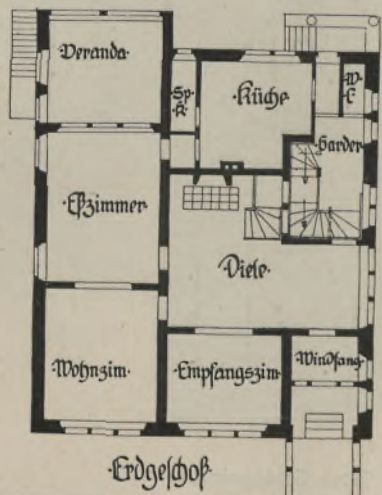 ·Veranda·
·Sp·
·K·
·Küche·
·W·
C·
·Garder·
·Eßzimmer·
·Diele·
·Wohnzim·
·Empfangszim·
·Windfang·
·Erdgeschoß·